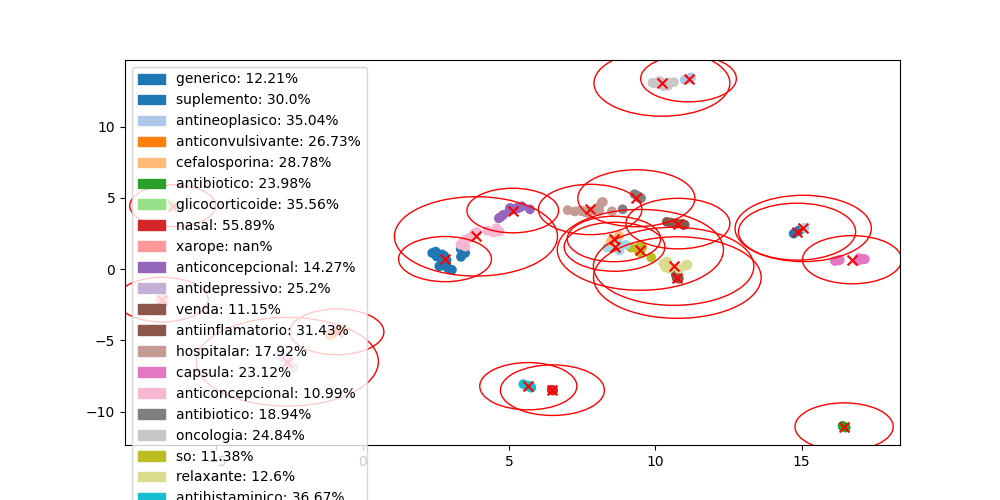 generico: 12.21%
suplemento: 30.0%
antineoplasico: 35.04%
anticonvulsivante: 26.73%
cefalosporina: 28.78%
antibiotico: 23.98%
glicocorticoide: 35.56%
nasal: 55.89%
xarope: nan%
anticoncepcional: 14.27%
antidepressivo: 25.2%
venda: 11.15%
antiinflamatorio: 31.43%
hospitalar: 17.92%
capsula: 23.12%
anticoncepcional: 10.99%
antibiotico: 18.94%
oncologia: 24.84%
so: 11.38%
relaxante: 12.6%
antihistaminico: 36.67%
10
5
0
−5
−10
−5 0 5 10 15